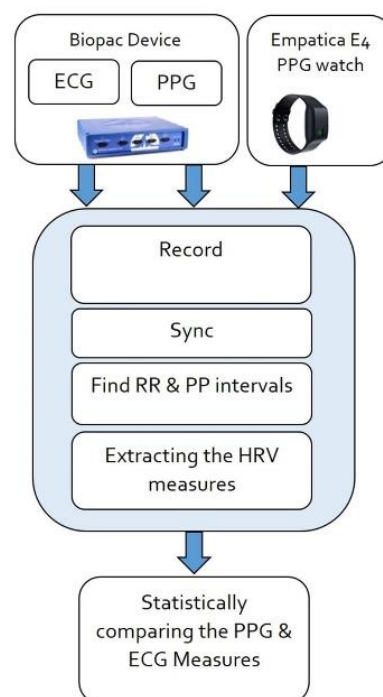 Biopac Device
ECG
PPG
Empatica E4
PPG watch
Record
Sync
Find RR & PP intervals
Extracting the HRV
measures
Statistically
comparing the PPG &
ECG Measures